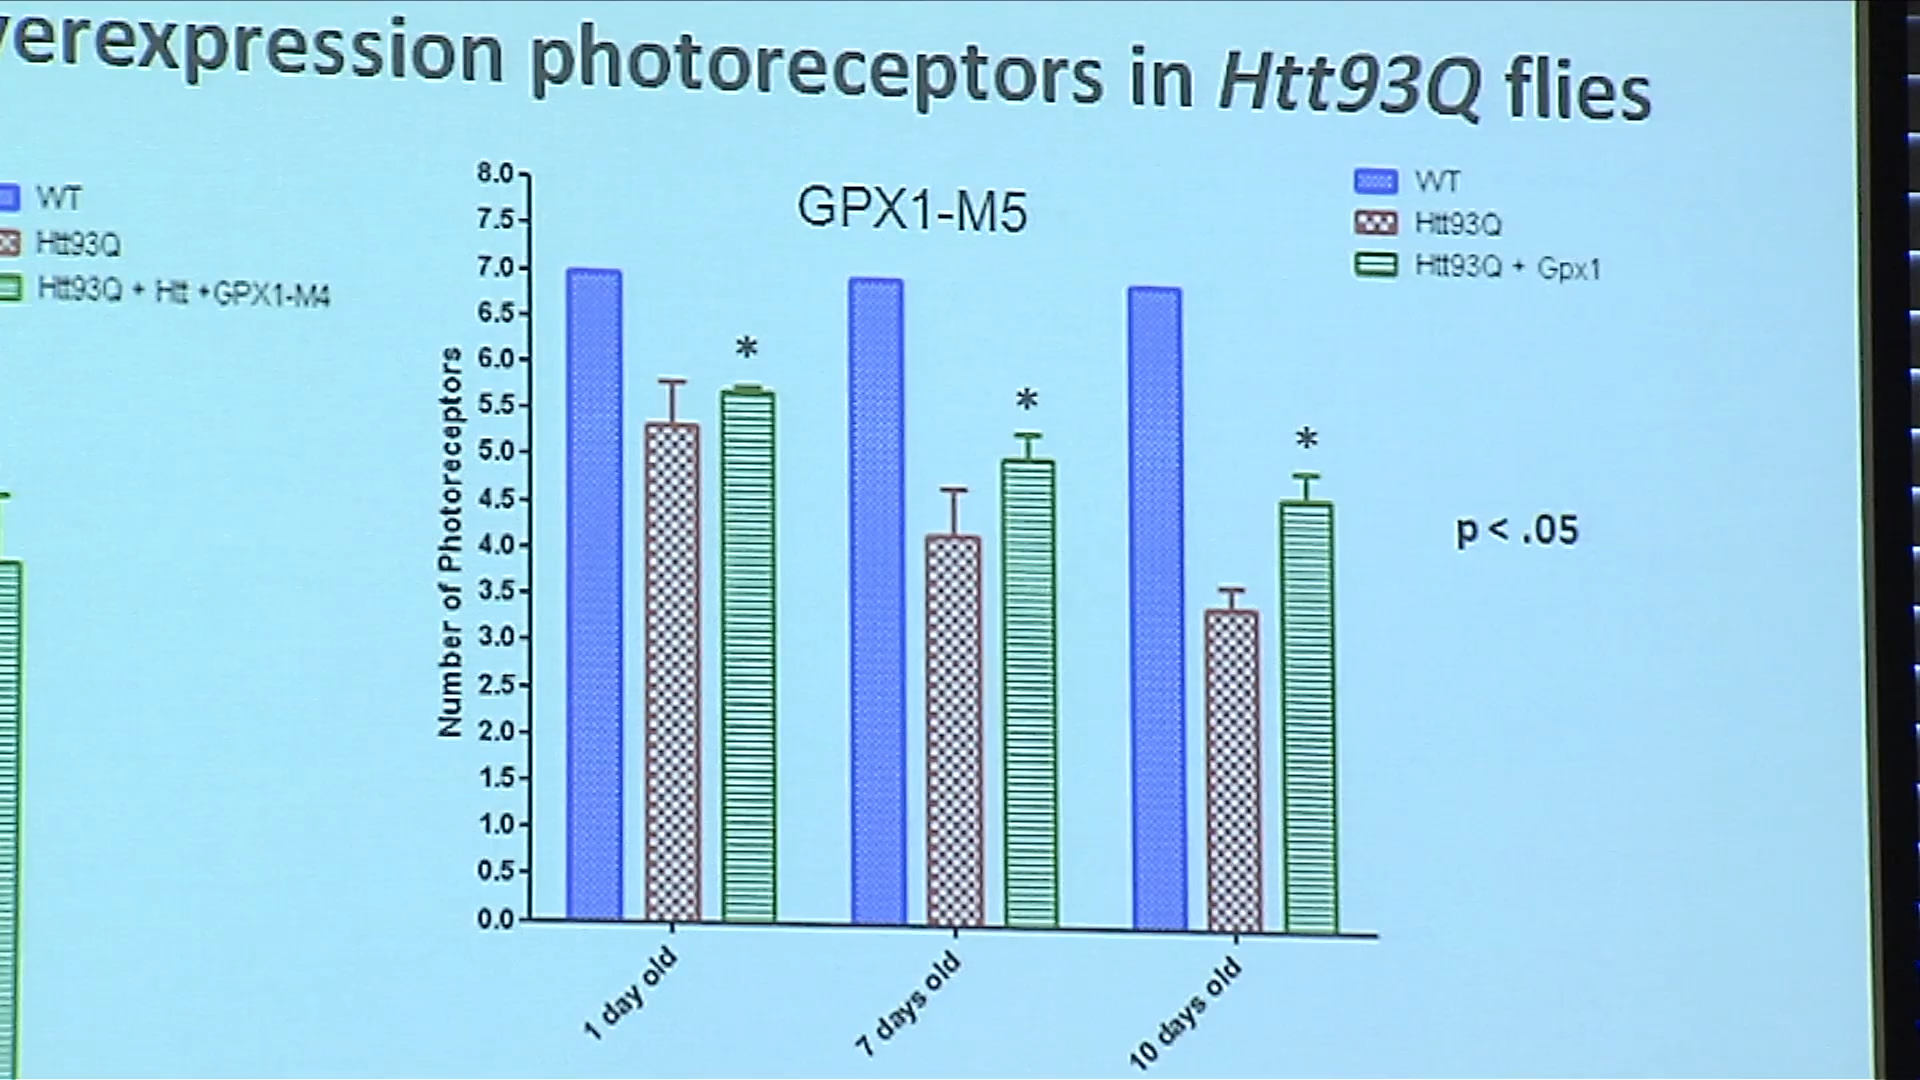 verexpression photoreceptors in Htt93Q flies
WT
Htt93Q
Htt93Q + Htt +GPX1-M4
GPX1-M5
WT
Htt93Q
Htt93Q + Gpx1
Number of Photoreceptors
8.0
7.5
7.0
6.5
6.0
5.5
5.0
4.5
4.0
3.5
3.0
2.5
2.0
1.5
1.0
0.5
0.0
*
*
*
p < .05
1 day old
7 days old
10 days old